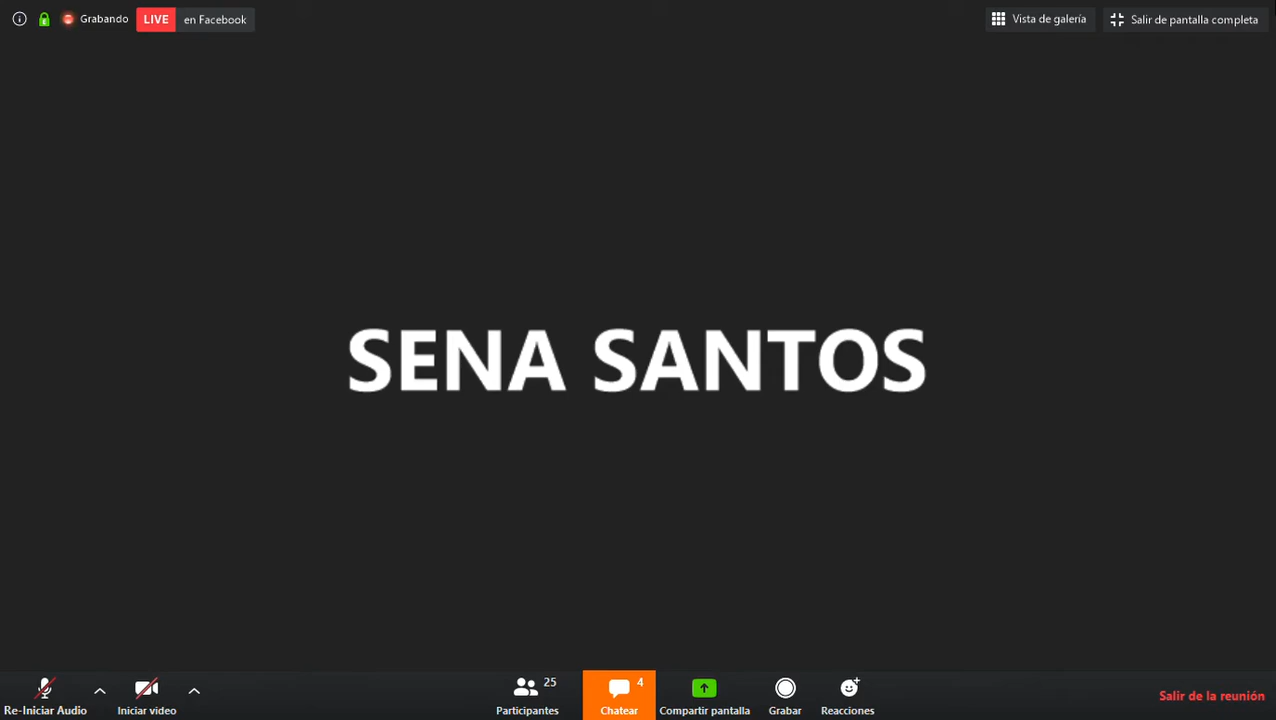 Grabando LIVE en Facebook Vista de galería Salir de pantalla completa
SENA SANTOS
25 4
Re-Iniciar Audio Iniciar video Participantes Chatear Compartir pantalla Grabar Reacciones Salir de la reunión